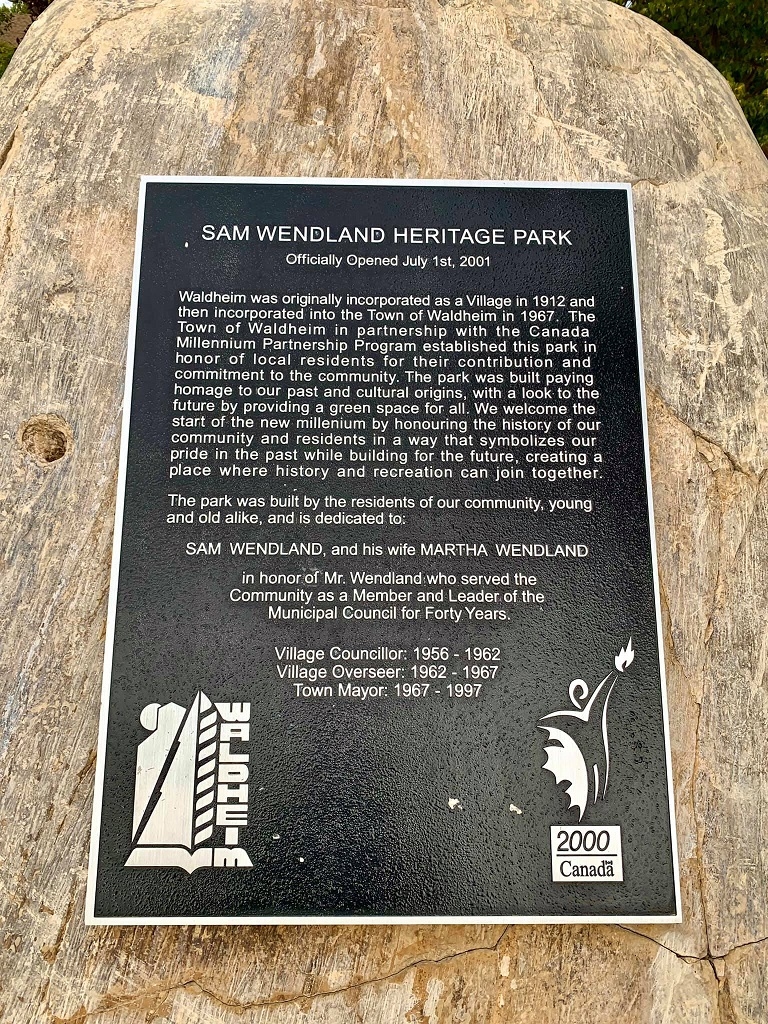 SAM WENDLAND HERITAGE PARK
Officially Opened July 1st, 2001
Waldheim was originally incorporated as a Village in 1912 and
then incorporated into the Town of Waldheim in 1967. The
Town of Waldheim in partnership with the Canada
Millennium Partnership Program established this park in
honor of local residents for their contribution and
commitment to the community. The park was built paying
homage to our past and cultural origins, with a look to the
future by providing a green space for all. We welcome the
start of the new millenium by honouring the history of our
community and residents in a way that symbolizes our
pride in the past while building for the future, creating a
place where history and recreation can join together.
The park was built by the residents of our community, young
and old alike, and is dedicated to:
SAM WENDLAND, and his wife MARTHA WENDLAND
in honor of Mr. Wendland who served the
Community as a Member and Leader of the
Municipal Council for Forty Years.
Village Councillor: 1956 - 1962
Village Overseer: 1962 - 1967
Town Mayor: 1967 - 1997
WALDHEIM
2000
Canada